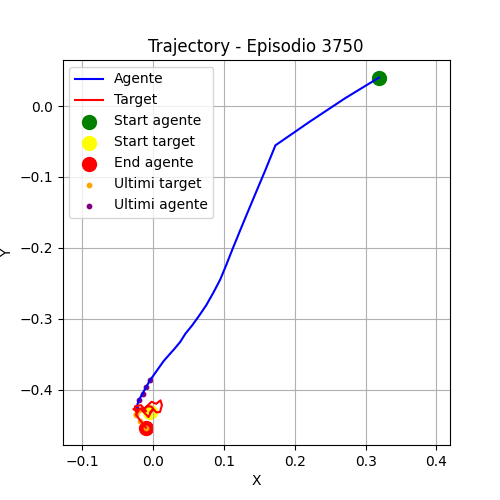 Trajectory - Episodio 3750
Agente
Target
Start agente
Start target
End agente
Ultimi target
Ultimi agente
0.0
−0.1
−0.2
−0.3
−0.4
Y
−0.1 0.0 0.1 0.2 0.3 0.4
X